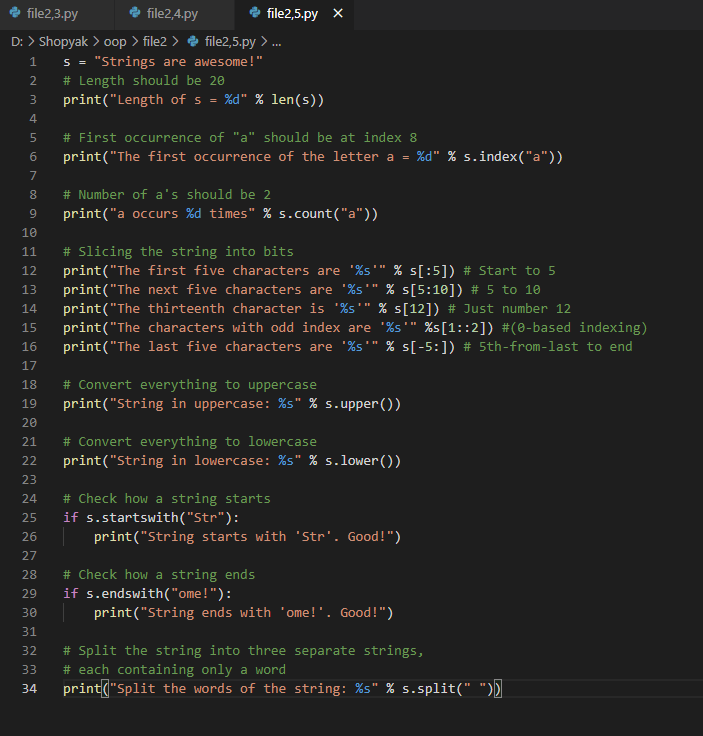 file2,3.py file2,4.py file2,5.py ×
D: > Shopyak > oop > file2 > file2,5.py > ...
1 s = "Strings are awesome!"
2 # Length should be 20
3 print("Length of s = %d" % len(s))
4
5 # First occurrence of "a" should be at index 8
6 print("The first occurrence of the letter a = %d" % s.index("a"))
7
8 # Number of a's should be 2
9 print("a occurs %d times" % s.count("a"))
10
11 # Slicing the string into bits
12 print("The first five characters are '%s'" % s[:5]) # Start to 5
13 print("The next five characters are '%s'" % s[5:10]) # 5 to 10
14 print("The thirteenth character is '%s'" % s[12]) # Just number 12
15 print("The characters with odd index are '%s'" %s[1::2]) #(0-based indexing)
16 print("The last five characters are '%s'" % s[-5:]) # 5th-from-last to end
17
18 # Convert everything to uppercase
19 print("String in uppercase: %s" % s.upper())
20
21 # Convert everything to lowercase
22 print("String in lowercase: %s" % s.lower())
23
24 # Check how a string starts
25 if s.startswith("Str"):
26     print("String starts with 'Str'. Good!")
27
28 # Check how a string ends
29 if s.endswith("ome!"):
30     print("String ends with 'ome!'. Good!")
31
32 # Split the string into three separate strings,
33 # each containing only a word
34 print("Split the words of the string: %s" % s.split(" "))